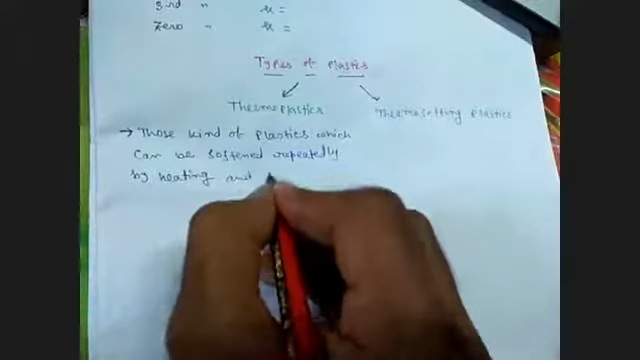 3rd " k =
Zero " k =
Types of Plastics
Thermoplastics Thermosetting Plastics
→ Those kind of Plastics which
can be softened repeatedly
by heating and